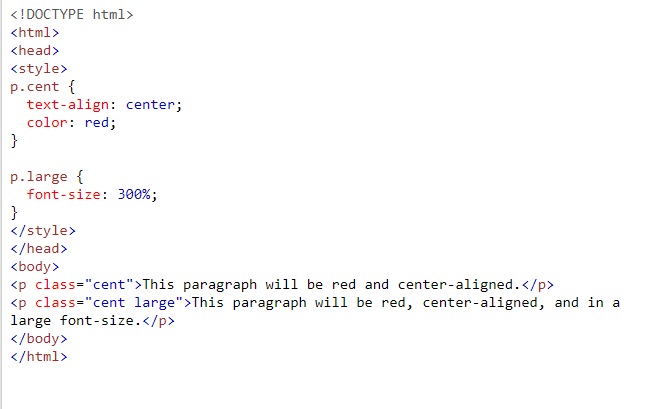 <!DOCTYPE html>
<html>
<head>
<style>
p.cent {
  text-align: center;
  color: red;
}

p.large {
  font-size: 300%;
}
</style>
</head>
<body>
<p class="cent">This paragraph will be red and center-aligned.</p>
<p class="cent large">This paragraph will be red, center-aligned, and in a
large font-size.</p>
</body>
</html>